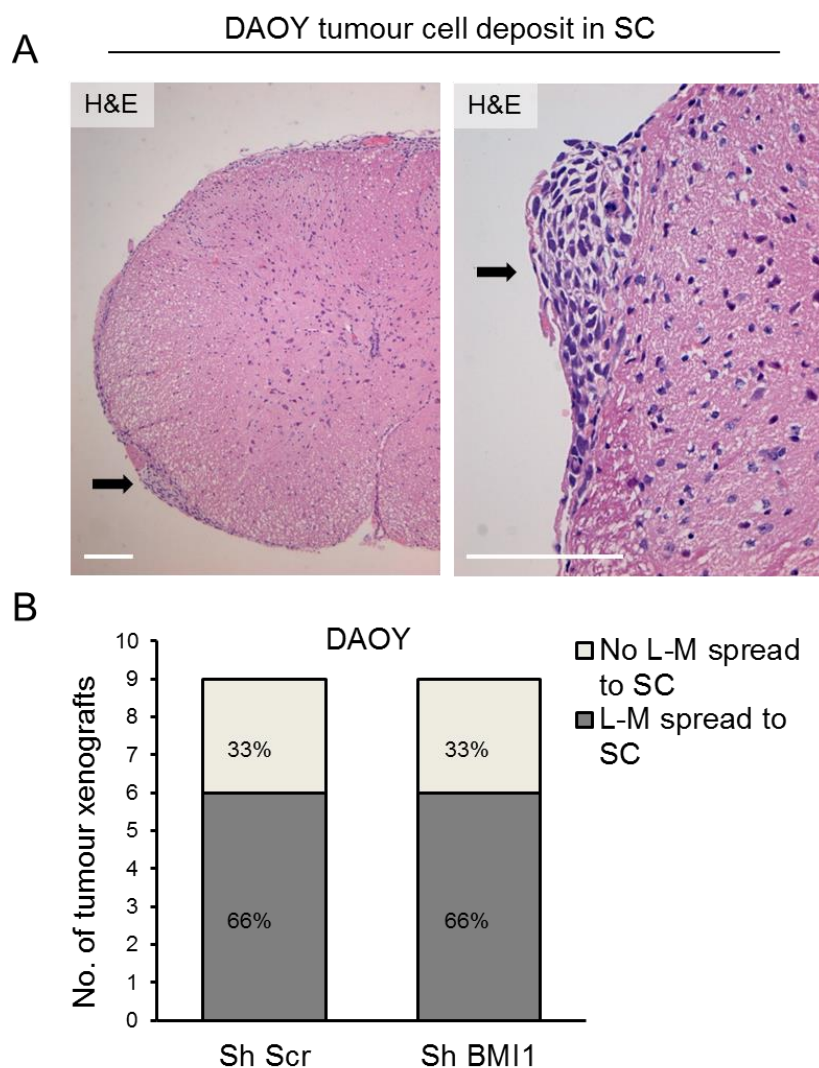 DAOY tumour cell deposit in SC
A
H&E
H&E
B
DAOY
No. of tumour xenografts
10
9
8
7
6
5
4
3
2
1
0
33%
33%
66%
66%
Sh Scr
Sh BMI1
No L-M spread
to SC
L-M spread to
SC